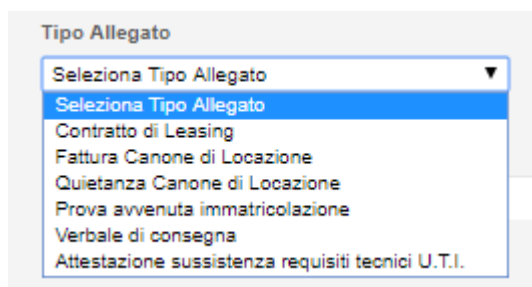 Tipo Allegato
Seleziona Tipo Allegato
Seleziona Tipo Allegato
Contratto di Leasing
Fattura Canone di Locazione
Quietanza Canone di Locazione
Prova avvenuta immatricolazione
Verbale di consegna
Attestazione sussistenza requisiti tecnici U.T.I.